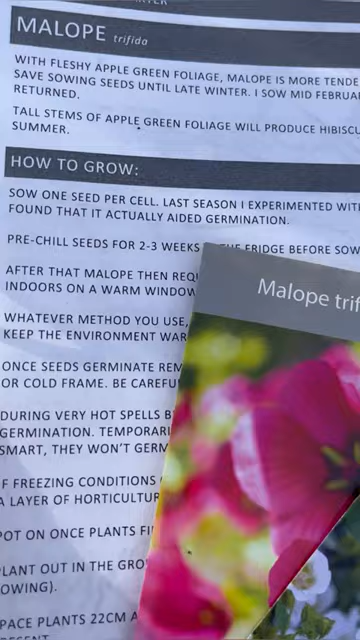 MALOPE trifida
WITH FLESHY APPLE GREEN FOLIAGE, MALOPE IS MORE TENDE
SAVE SOWING SEEDS UNTIL LATE WINTER. I SOW MID FEBRUA
RETURNED.
TALL STEMS OF APPLE GREEN FOLIAGE WILL PRODUCE HIBISCU
SUMMER.
HOW TO GROW:
SOW ONE SEED PER CELL. LAST SEASON I EXPERIMENTED WIT
FOUND THAT IT ACTUALLY AIDED GERMINATION.
PRE-CHILL SEEDS FOR 2-3 WEEKS THE FRIDGE BEFORE SOW
AFTER THAT MALOPE THEN REQU
INDOORS ON A WARM WINDOW
WHATEVER METHOD YOU USE,
KEEP THE ENVIRONMENT WAR
ONCE SEEDS GERMINATE REM
OR COLD FRAME. BE CAREFU
DURING VERY HOT SPELLS B
GERMINATION. TEMPORARI
SMART, THEY WON'T GERM
F FREEZING CONDITIONS
A LAYER OF HORTICULTUR
POT ON ONCE PLANTS FI
LANT OUT IN THE GRO
OWING).
PACE PLANTS 22CM A
RESENT
Malope trif